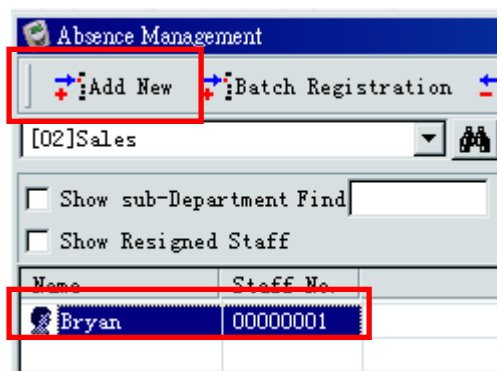 Absence Management
Add New Batch Registration
[02]Sales
Show sub-Department Find
Show Resigned Staff
Name Staff No.
Bryan 00000001